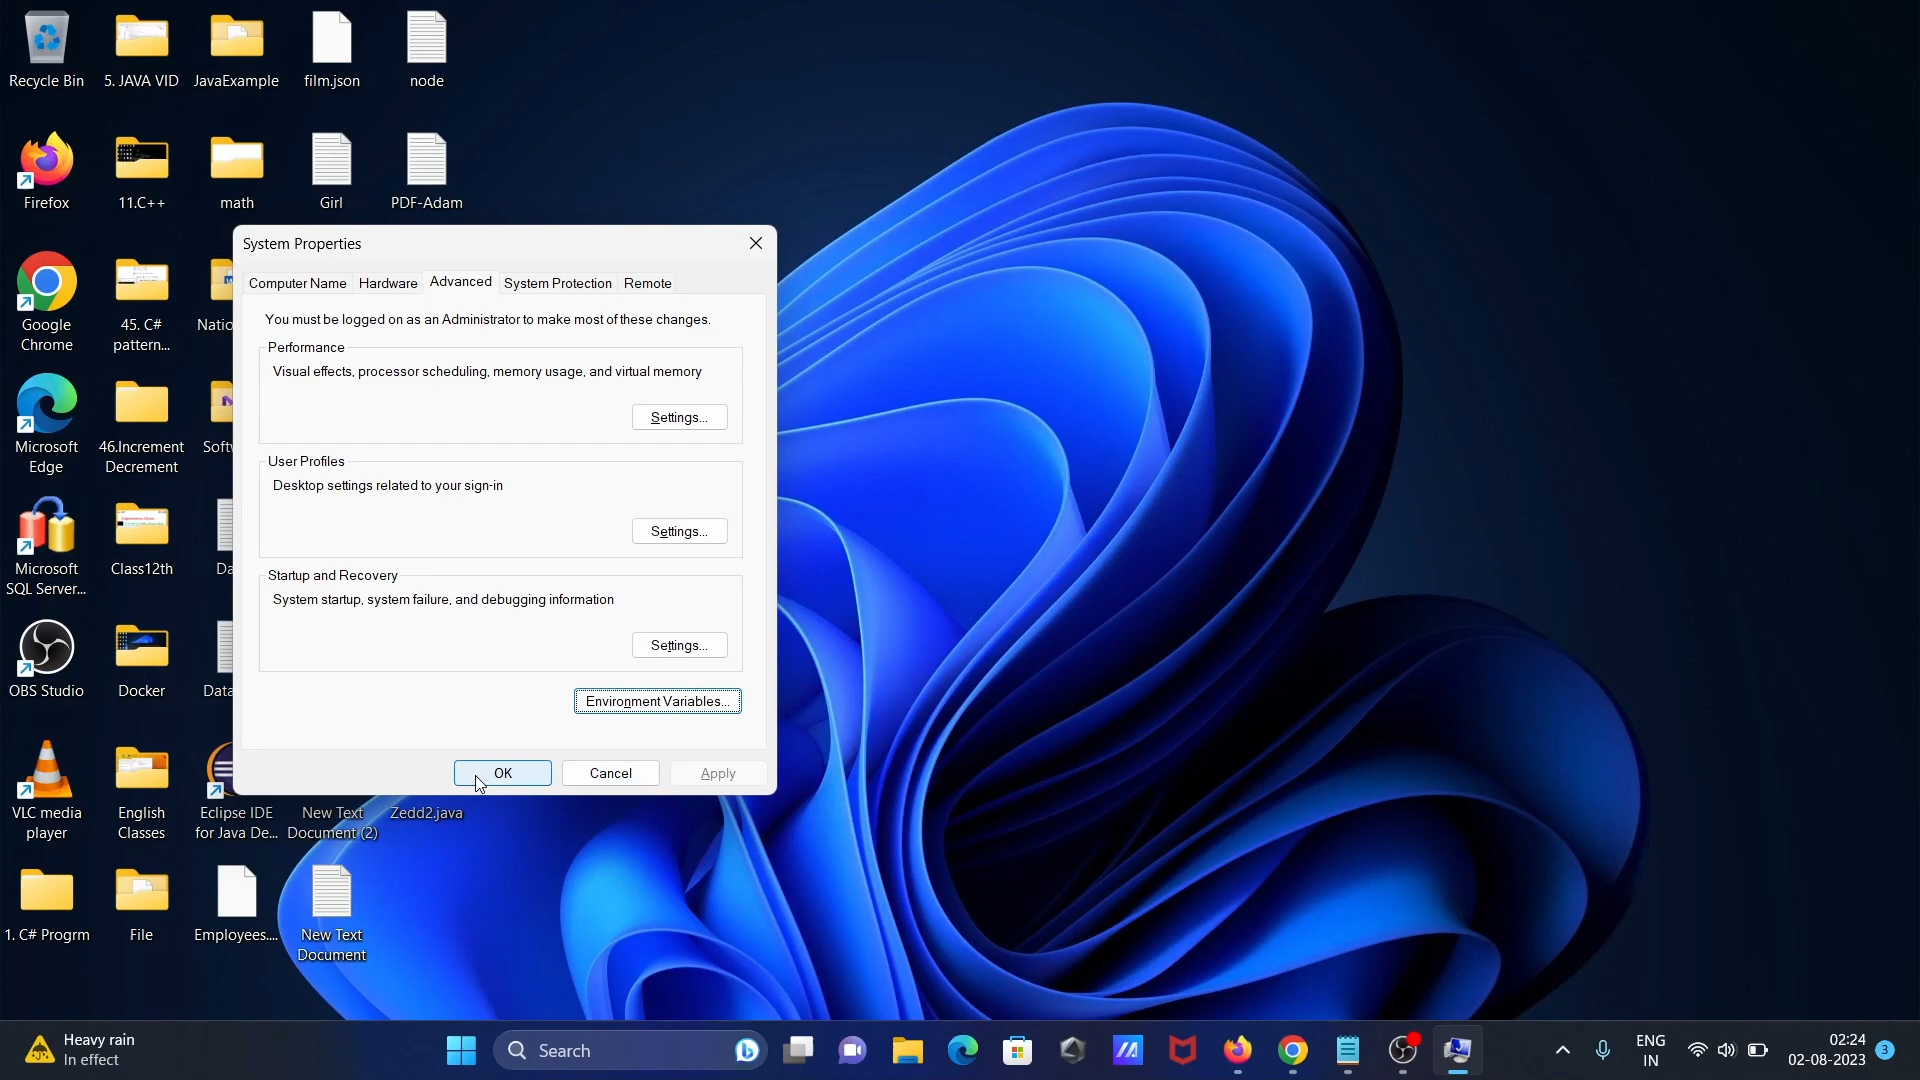 Recycle Bin
5. JAVA VID
JavaExample
film.json
node
Firefox
11.C++
math
Girl
PDF-Adam
Google
Chrome
45. C#
pattern...
Natio
Microsoft
Edge
46.Increment
Decrement
Softw
Microsoft
SQL Server...
Class12th
Da
OBS Studio
Docker
Data
VLC media
player
English
Classes
Eclipse IDE
for Java De...
New Text
Document (2)
Zedd2.java
1. C# Progrm
File
Employees....
New Text
Document
System Properties
Computer Name
Hardware
Advanced
System Protection
Remote
You must be logged on as an Administrator to make most of these changes.
Performance
Visual effects, processor scheduling, memory usage, and virtual memory
Settings...
User Profiles
Desktop settings related to your sign-in
Settings...
Startup and Recovery
System startup, system failure, and debugging information
Settings...
Environment Variables...
OK
Cancel
Apply
Heavy rain
In effect
Search
ENG
IN
02:24
02-08-2023
3